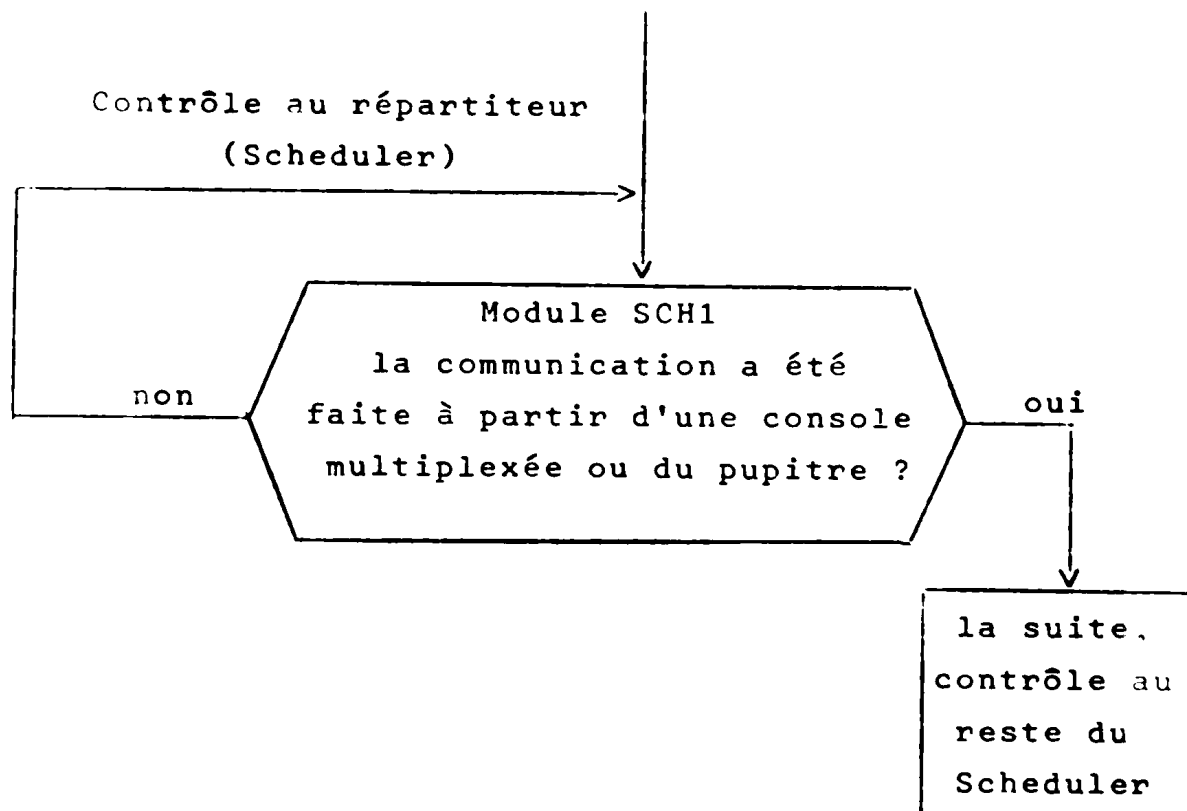 Contrôle au répartiteur
(Scheduler)
Module SCH1
la communication a été
faite à partir d'une console
multiplexée ou du pupitre ?
non
oui
la suite,
contrôle au
reste du
Scheduler